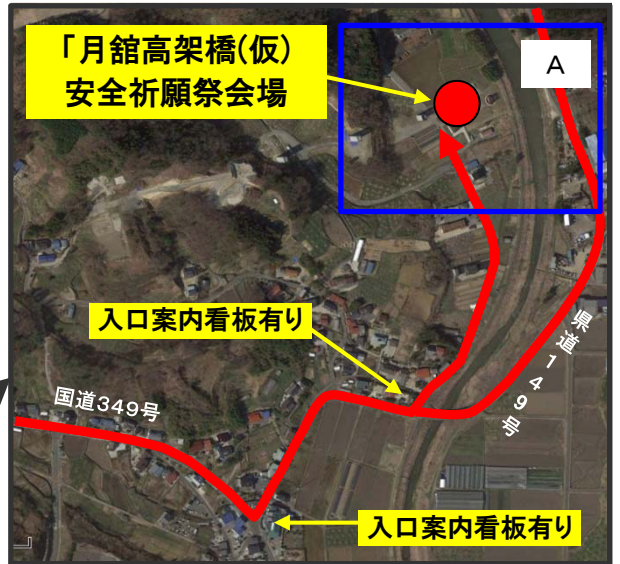 「月舘高架橋(仮)
安全祈願祭会場
A
入口案内看板有り
県道149号
国道349号
入口案内看板有り